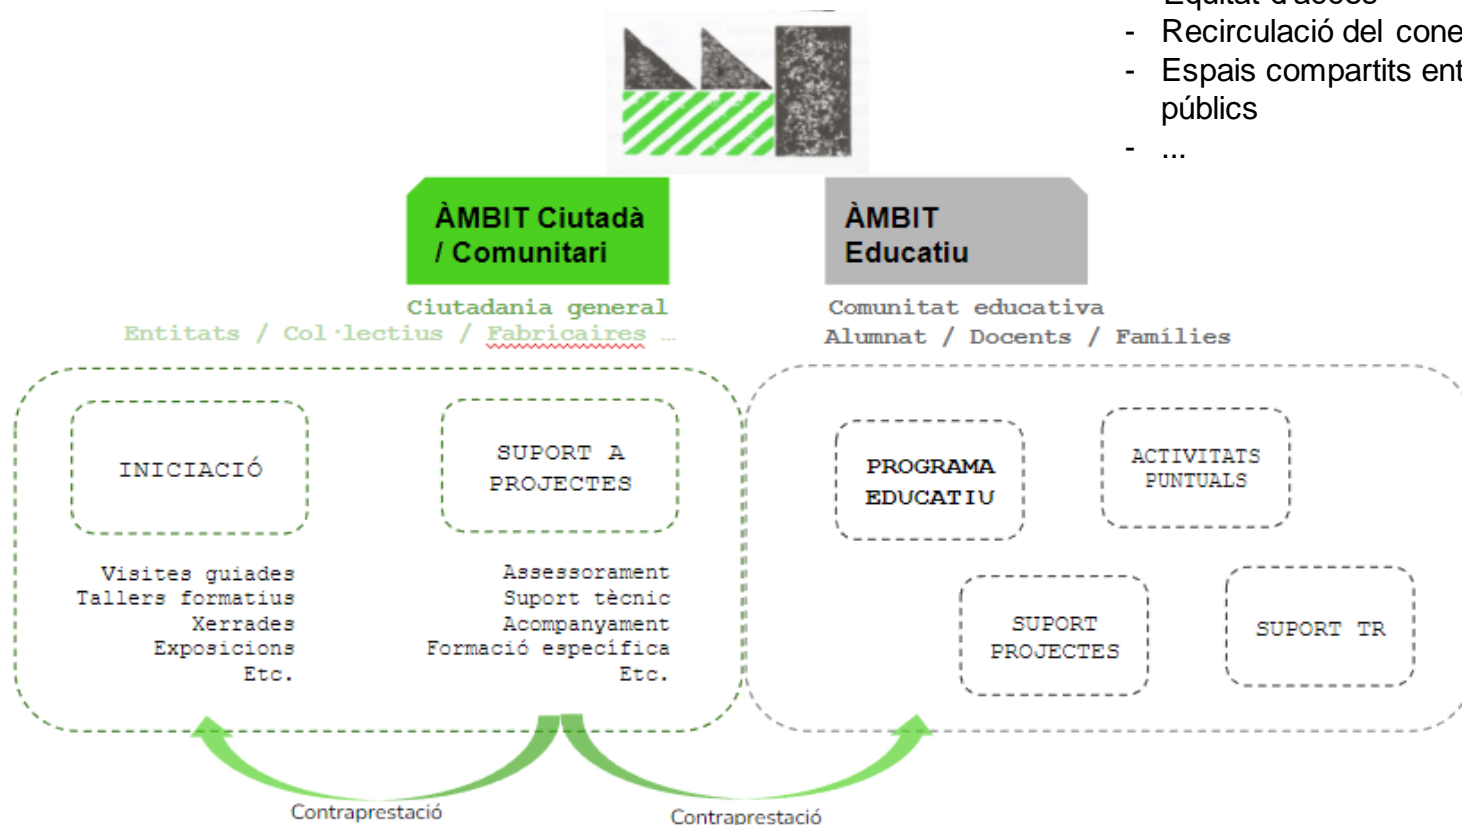 Equitat d'accés
- Recirculació del cone
- Espais compartits ent
públics
- ...
ÀMBIT Ciutadà
/ Comunitari
ÀMBIT
Educatiu
Ciutadania general
Entitats / Col·lectius / Fabricaires …
Comunitat educativa
Alumnat / Docents / Famílies
INICIACIÓ
SUPORT A
PROJECTES
Visites guiades
Tallers formatius
Xerrades
Exposicions
Etc.
Assessorament
Suport tècnic
Acompanyament
Formació específica
Etc.
PROGRAMA
EDUCATIU
ACTIVITATS
PUNTUALS
SUPORT
PROJECTES
SUPORT TR
Contraprestació
Contraprestació